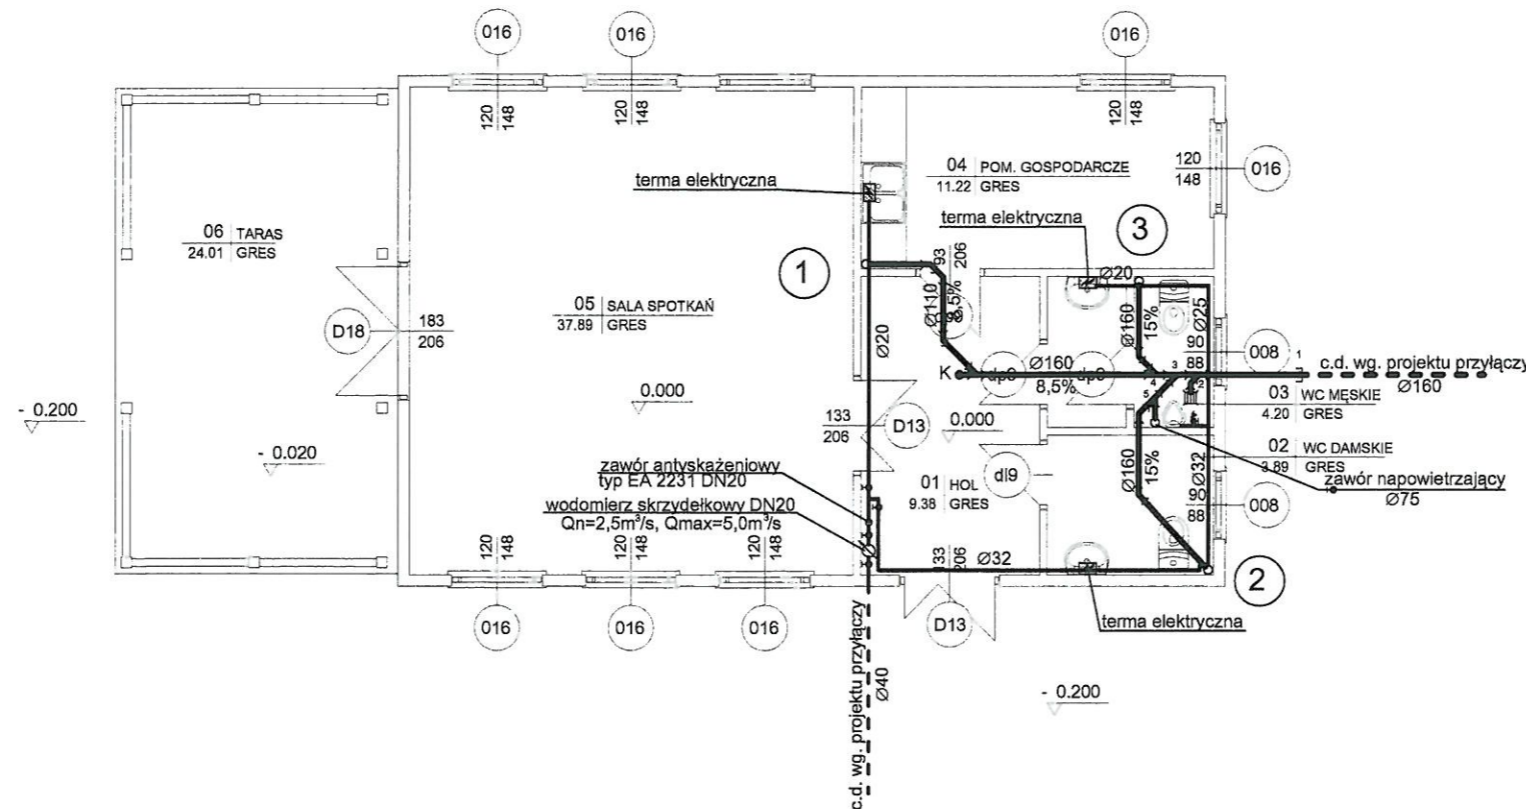 016
016
016
120
148
120
148
120
148
terma elektryczna
04 POM. GOSPODARCZE
11.22 GRES
120
148
016
06 TARAS
24.01 GRES
terma elektryczna
3
1
93
206
Ø20
05 SALA SPOTKAŃ
37.89 GRES
D18
183
206
Ø110
Ø20
Ø160
15%
Ø25
90
88
008
1
c.d. wg. projektu przyłączy
Ø160
K
Ø160
8,5%
3
4
5
2
03 WC MĘSKIE
4.20 GRES
- 0.200
0.000
133
206
D13
0.000
- 0.020
02 WC DAMSKIE
3.89 GRES
zawór antyskażeniowy
typ EA 2231 DN20
01 HOL
9.38 GRES
Ø160
15%
Ø32
zawór napowietrzający
Ø75
wodomierz skrzydełkowy DN20
Qn=2,5m³/s, Qmax=5,0m³/s
90
88
008
120
148
120
148
120
148
133
206
Ø32
2
016
016
016
D13
terma elektryczna
c.d. wg. projektu przyłączy
Ø40
- 0.200